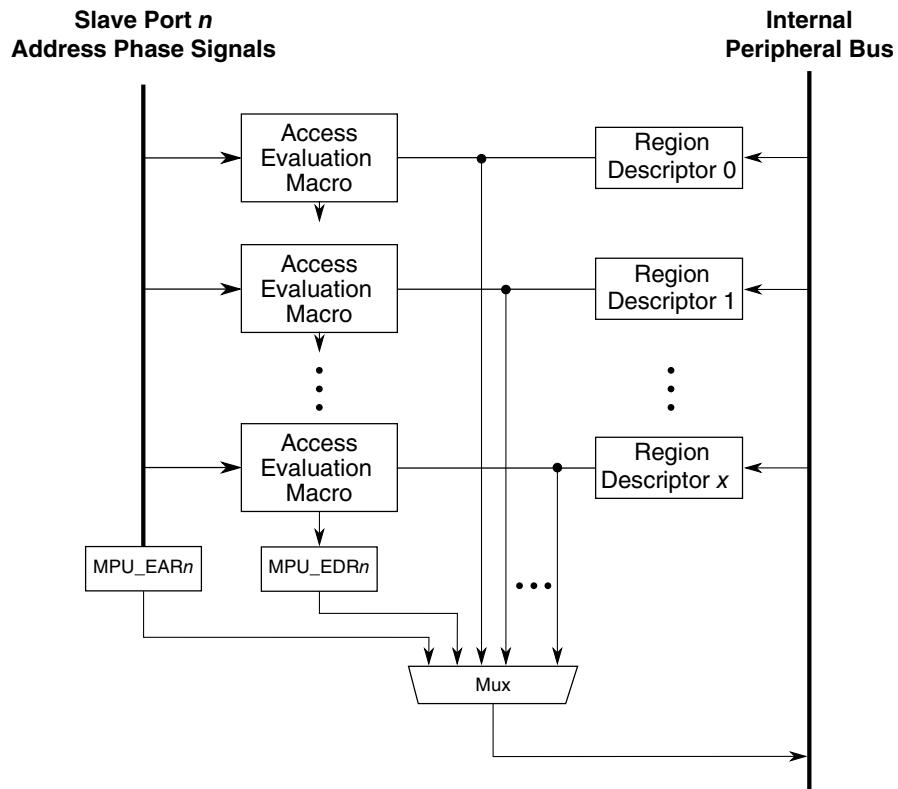 Slave Port n
Address Phase Signals
Internal
Peripheral Bus
Access
Evaluation
Macro
Region
Descriptor 0
Access
Evaluation
Macro
Region
Descriptor 1
Access
Evaluation
Macro
Region
Descriptor x
MPU_EARn
MPU_EDRn
Mux